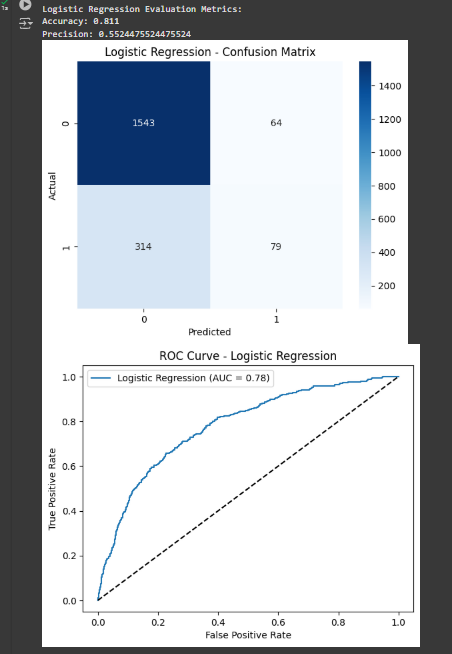 1s
Logistic Regression Evaluation Metrics:
Accuracy: 0.811
Precision: 0.5524475524475524
Logistic Regression - Confusion Matrix
1400
1200
1000
800
600
400
200
Actual
0
1
1543
64
314
79
0
1
Predicted
ROC Curve - Logistic Regression
Logistic Regression (AUC = 0.78)
True Positive Rate
1.0
0.8
0.6
0.4
0.2
0.0
0.0
0.2
0.4
0.6
0.8
1.0
False Positive Rate